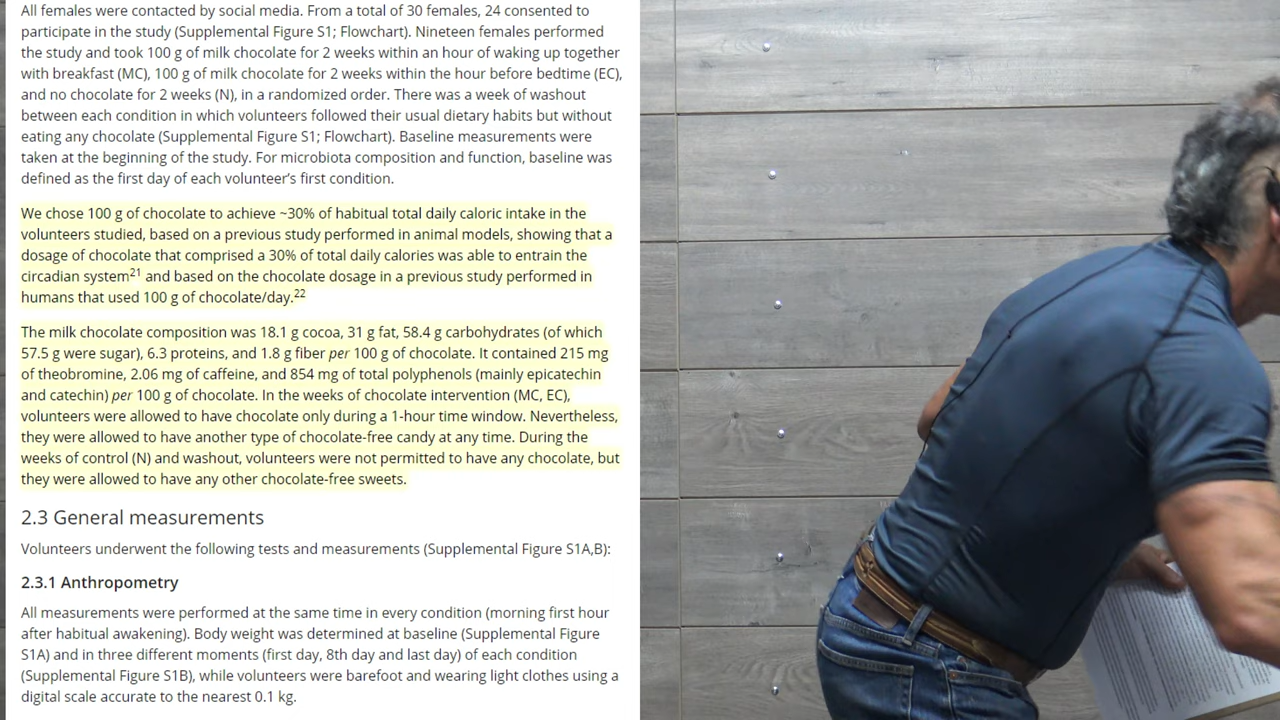 All females were contacted by social media. From a total of 30 females, 24 consented to
participate in the study (Supplemental Figure S1; Flowchart). Nineteen females performed
the study and took 100 g of milk chocolate for 2 weeks within an hour of waking up together
with breakfast (MC), 100 g of milk chocolate for 2 weeks within the hour before bedtime (EC),
and no chocolate for 2 weeks (N), in a randomized order. There was a week of washout
between each condition in which volunteers followed their usual dietary habits but without
eating any chocolate (Supplemental Figure S1; Flowchart). Baseline measurements were
taken at the beginning of the study. For microbiota composition and function, baseline was
defined as the first day of each volunteer’s first condition.
We chose 100 g of chocolate to achieve ~30% of habitual total daily caloric intake in the
volunteers studied, based on a previous study performed in animal models, showing that a
dosage of chocolate that comprised a 30% of total daily calories was able to entrain the
circadian system21 and based on the chocolate dosage in a previous study performed in
humans that used 100 g of chocolate/day.22
The milk chocolate composition was 18.1 g cocoa, 31 g fat, 58.4 g carbohydrates (of which
57.5 g were sugar), 6.3 proteins, and 1.8 g fiber per 100 g of chocolate. It contained 215 mg
of theobromine, 2.06 mg of caffeine, and 854 mg of total polyphenols (mainly epicatechin
and catechin) per 100 g of chocolate. In the weeks of chocolate intervention (MC, EC),
volunteers were allowed to have chocolate only during a 1-hour time window. Nevertheless,
they were allowed to have another type of chocolate-free candy at any time. During the
weeks of control (N) and washout, volunteers were not permitted to have any chocolate, but
they were allowed to have any other chocolate-free sweets.
2.3 General measurements
Volunteers underwent the following tests and measurements (Supplemental Figure S1A,B):
2.3.1 Anthropometry
All measurements were performed at the same time in every condition (morning first hour
after habitual awakening). Body weight was determined at baseline (Supplemental Figure
S1A) and in three different moments (first day, 8th day and last day) of each condition
(Supplemental Figure S1B), while volunteers were barefoot and wearing light clothes using a
digital scale accurate to the nearest 0.1 kg.